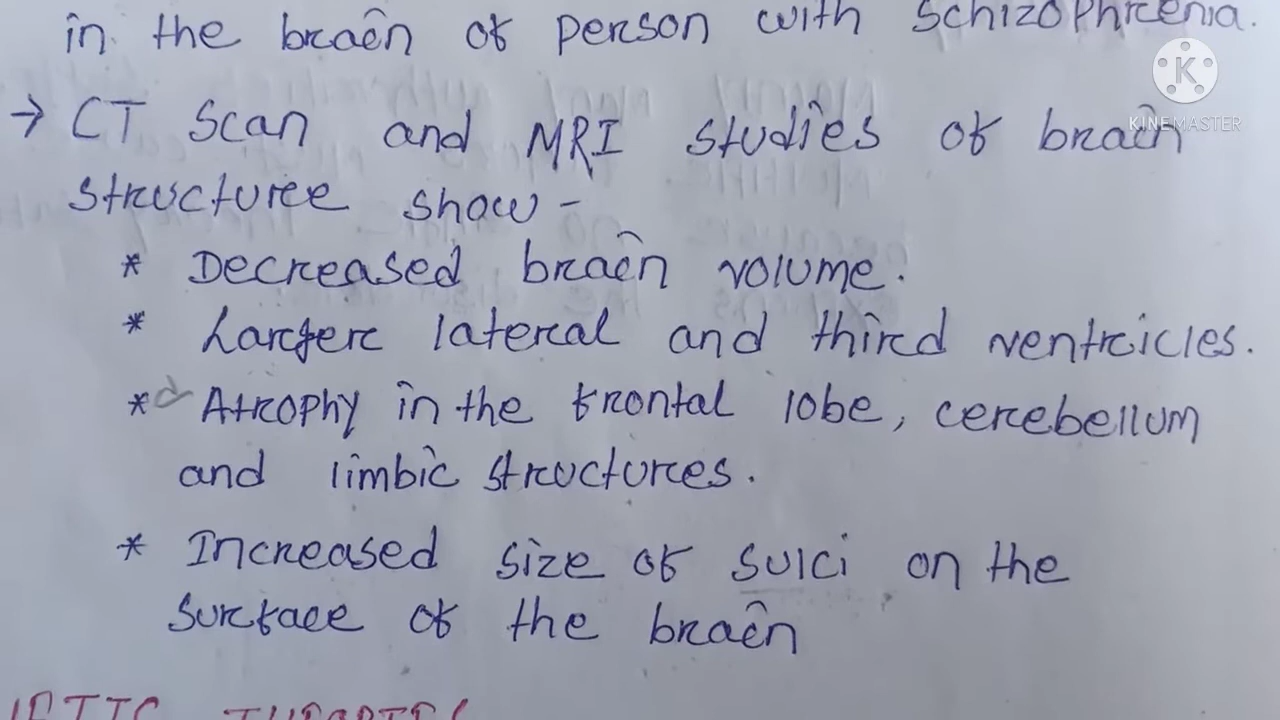 in the brain of person with Schizophrenia.
K
KINEMASTER
→ CT Scan and MRI studies of brain
structure show -
* Decreased brain volume.
* Larger lateral and third ventricles.
* Atrophy in the frontal lobe, cerebellum
and limbic structures.
* Increased size of sulci on the
surface of the brain